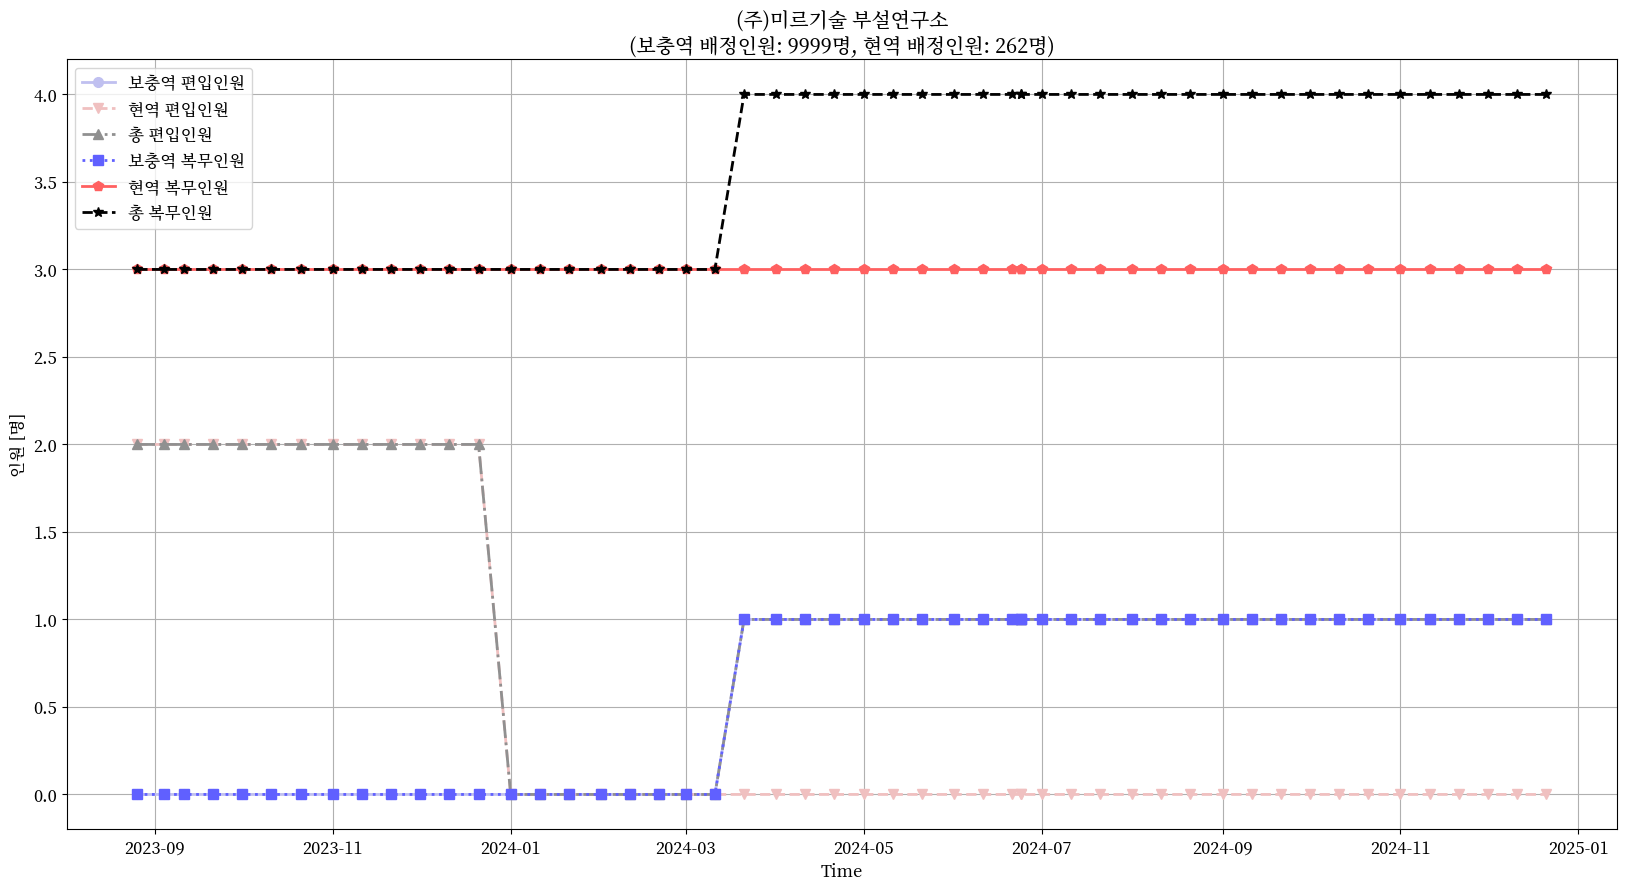 (주)미르기술 부설연구소
(보충역 배정인원: 9999명, 현역 배정인원: 262명)
보충역 편입인원
현역 편입인원
총 편입인원
보충역 복무인원
현역 복무인원
총 복무인원
4.0
3.5
3.0
2.5
2.0
1.5
1.0
0.5
0.0
인원 [명]
2023-09
2023-11
2024-01
2024-03
2024-05
2024-07
2024-09
2024-11
2025-01
Time